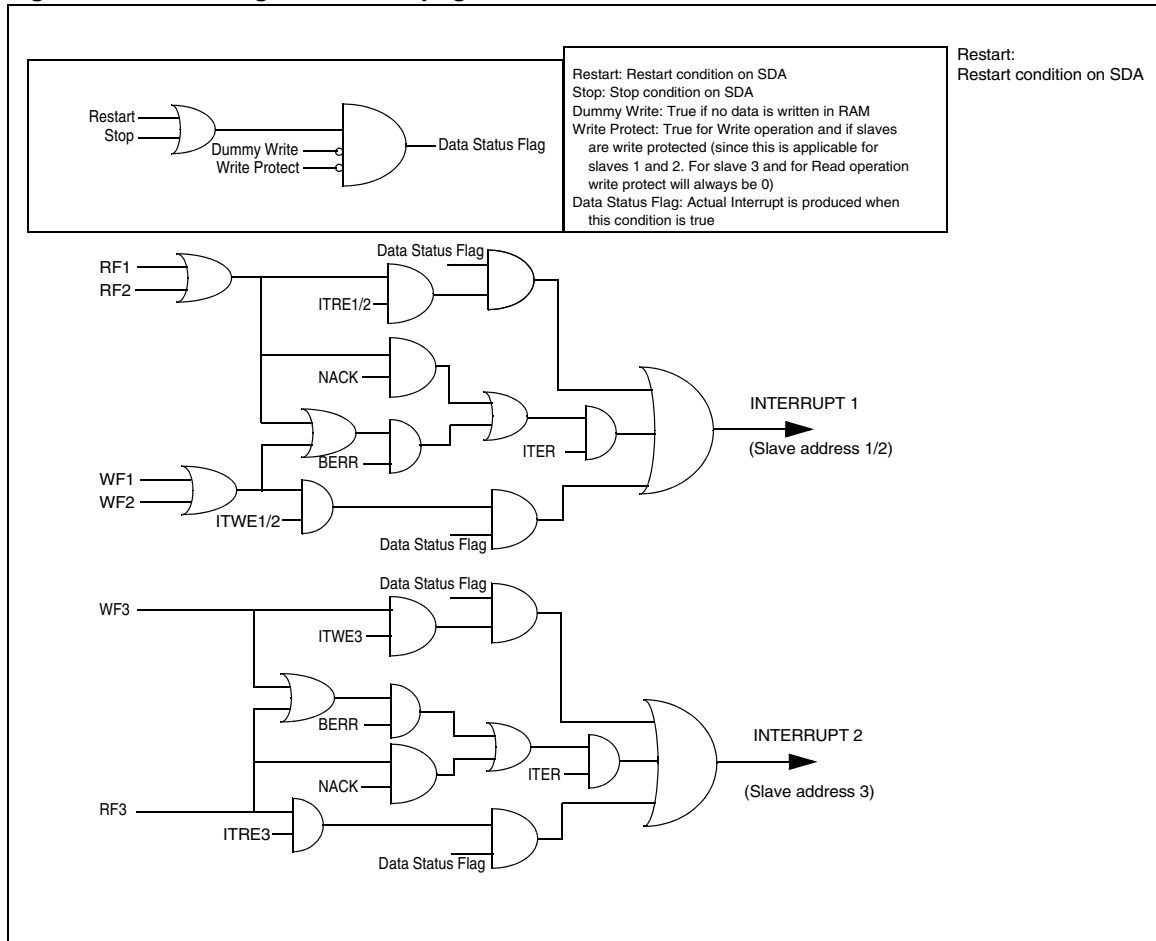 Restart
Stop
Dummy Write
Write Protect
Data Status Flag
Restart: Restart condition on SDA
Stop: Stop condition on SDA
Dummy Write: True if no data is written in RAM
Write Protect: True for Write operation and if slaves
are write protected (since this is applicable for
slaves 1 and 2. For slave 3 and for Read operation
write protect will always be 0)
Data Status Flag: Actual Interrupt is produced when
this condition is true
Restart:
Restart condition on SDA
Data Status Flag
RF1
RF2
ITRE1/2
NACK
BERR
ITER
INTERRUPT 1
(Slave address 1/2)
WF1
WF2
ITWE1/2
Data Status Flag
Data Status Flag
WF3
ITWE3
BERR
NACK
ITER
INTERRUPT 2
(Slave address 3)
RF3
ITRE3
Data Status Flag